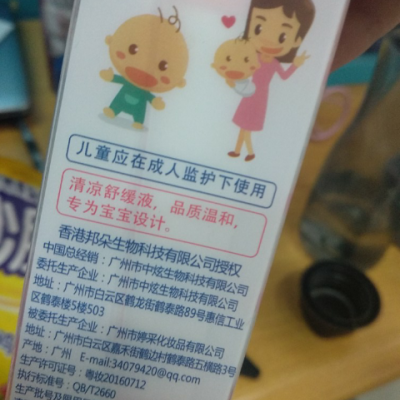 儿童应在成人监护下使用
清凉舒缓液，品质温和，
专为宝宝设计。
香港邦朵生物科技有限公司授权
中国总经销：广州市中炫生物科技有限公司
委托生产企业：广州市中炫生物科技有限公司
地址：广州市白云区鹤龙街鹤泰路89号惠信工业
区鹤泰楼5楼503
被委托生产企业：广州市婷采化妆品有限公司
地址：广州市白云区嘉禾街鹤边村鹤泰路五横路3号
产地：广州 E-mail:34079420@qq.com
生产许可证号：粤妆20160712
执行标准号：QB/T2660